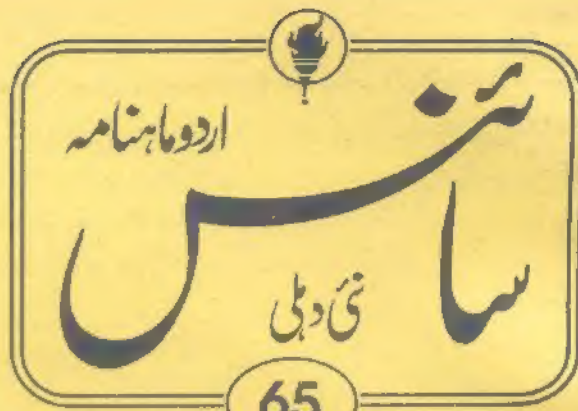 اردو ماہنامہ
سائنس
نئی دہلی
65